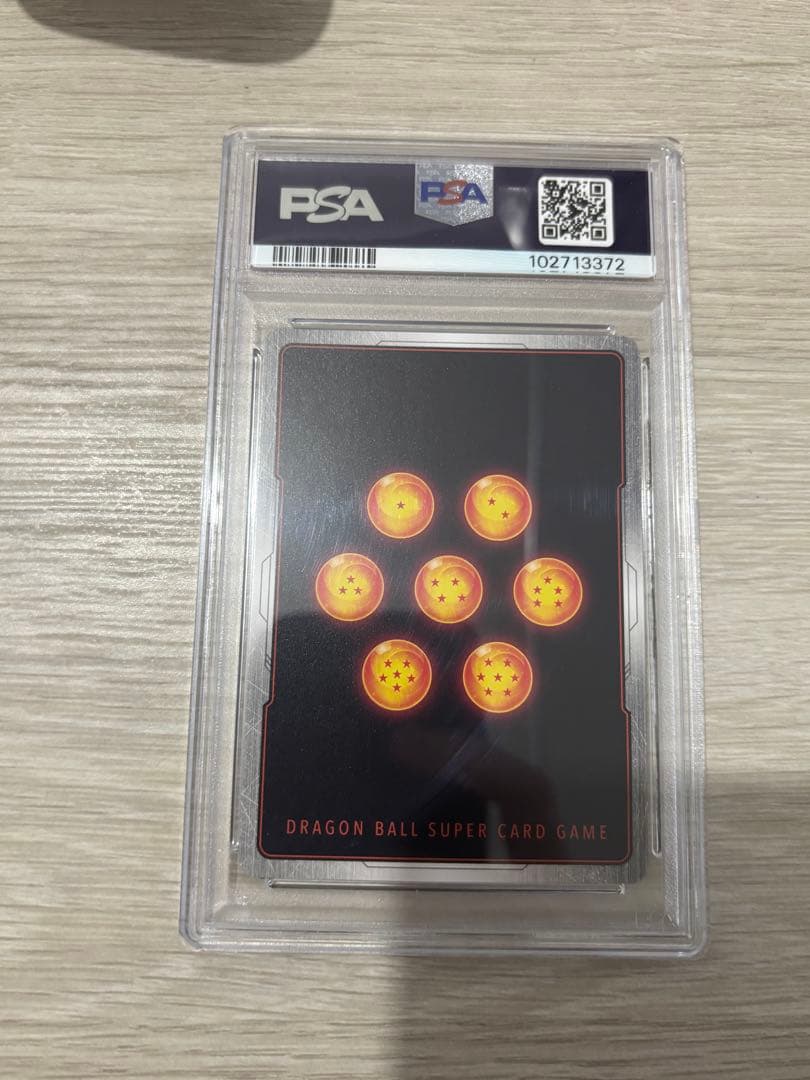 PSA
PSA
102713372
DRAGON BALL SUPER CARD GAME